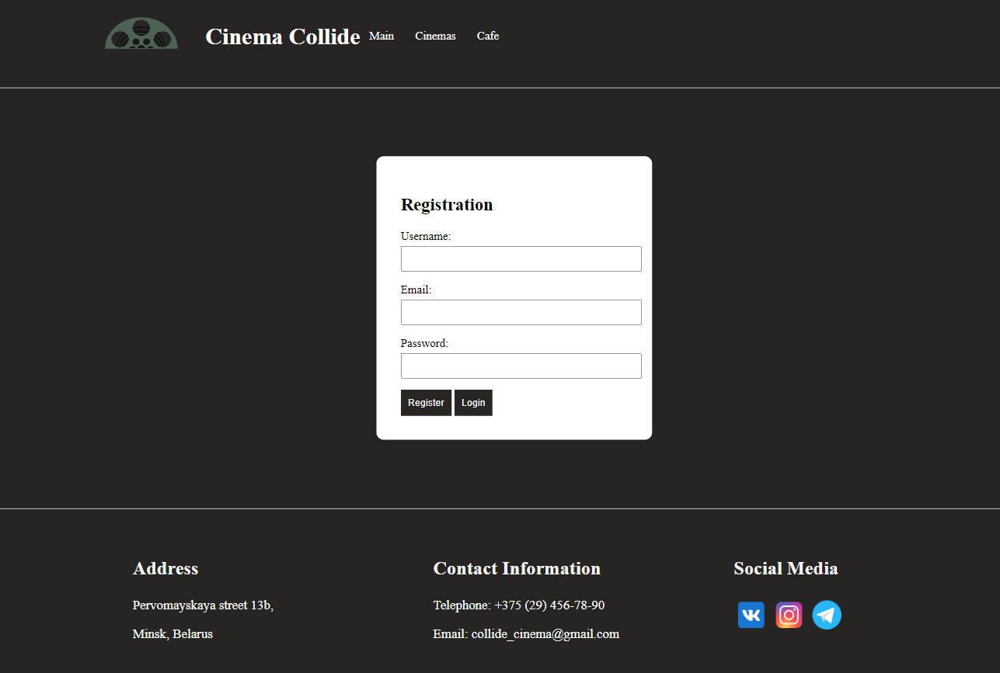 Cinema Collide
Main Cinemas Cafe
Registration
Username:
Email:
Password:
Register Login
Address
Pervomayskaya street 13b,
Minsk, Belarus
Contact Information
Telephone: +375 (29) 456-78-90
Email: collide_cinema@gmail.com
Social Media